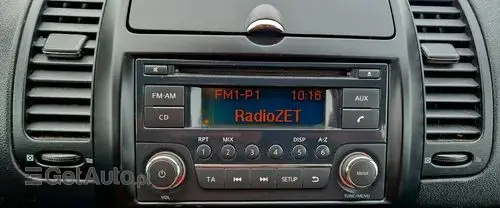 FM1-P1 10:16
RadioZET
FM·AM
AUX
CD
RPT MIX DISP A-Z
1 2 3 4 5 6
TA SETUP
VOL
ENTER
TUNE/MENU
GetAuto.pl